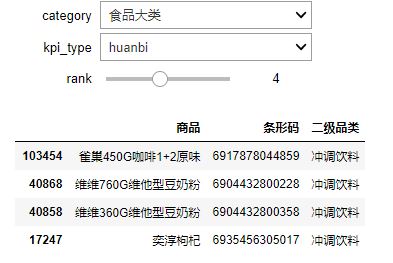 category 食品大类
kpi_type huanbi
rank 4
商品 条形码 二级品类
103454 雀巢450G咖啡1+2原味 6917878044859 冲调饮料
40868 维维760G维他型豆奶粉 6904432800228 冲调饮料
40858 维维360G维他型豆奶粉 6904432800358 冲调饮料
17247 奕淳枸杞 6935456305017 冲调饮料